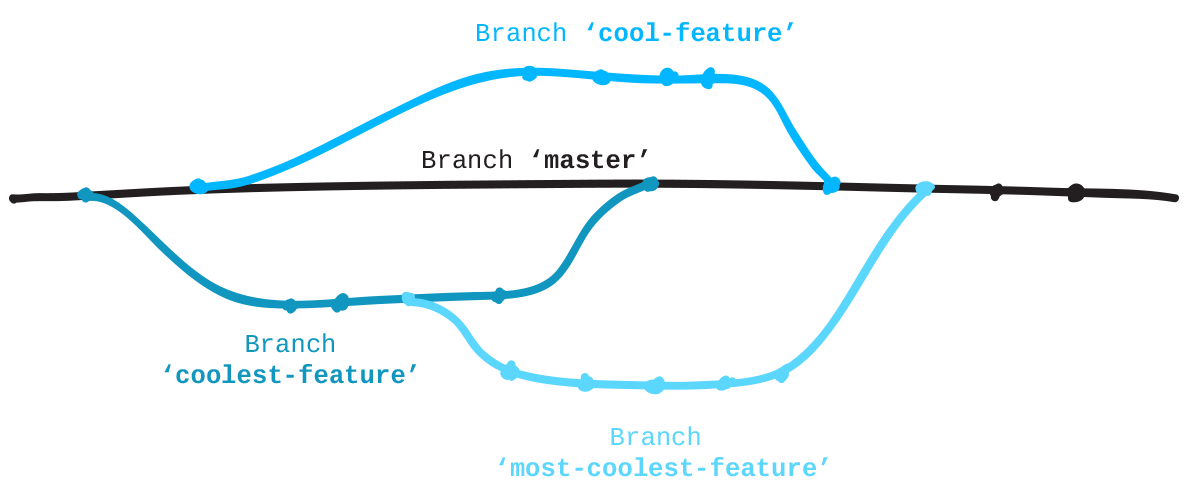 Branch ‘cool-feature’
Branch ‘master’
Branch
‘coolest-feature’
Branch
‘most-coolest-feature’